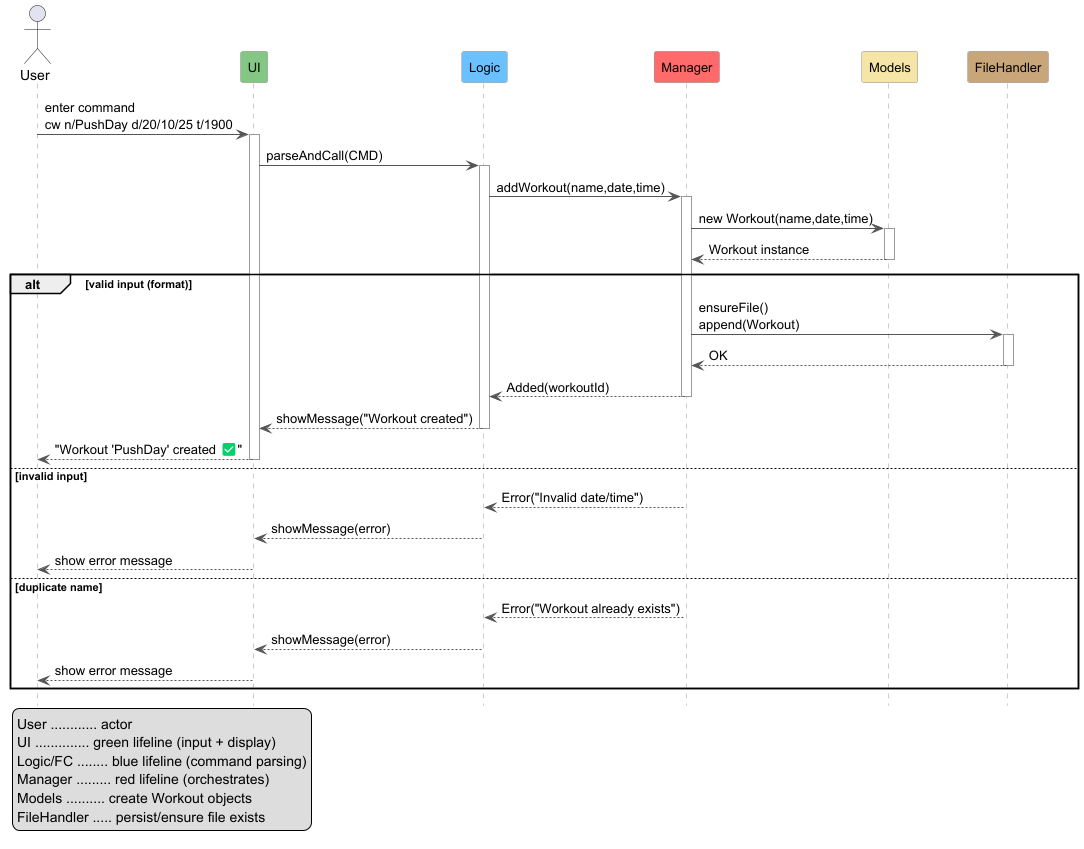 User
UI
Logic
Manager
Models
FileHandler
enter command
cw n/PushDay d/20/10/25 t/1900
parseAndCall(CMD)
addWorkout(name,date,time)
new Workout(name,date,time)
Workout instance
alt
[valid input (format)]
ensureFile()
append(Workout)
OK
Added(workoutId)
showMessage("Workout created")
"Workout 'PushDay' created ✅"
[invalid input]
Error("Invalid date/time")
showMessage(error)
show error message
[duplicate name]
Error("Workout already exists")
showMessage(error)
show error message
User ............ actor
UI .............. green lifeline (input + display)
Logic/FC ........ blue lifeline (command parsing)
Manager ......... red lifeline (orchestrates)
Models .......... create Workout objects
FileHandler ..... persist/ensure file exists